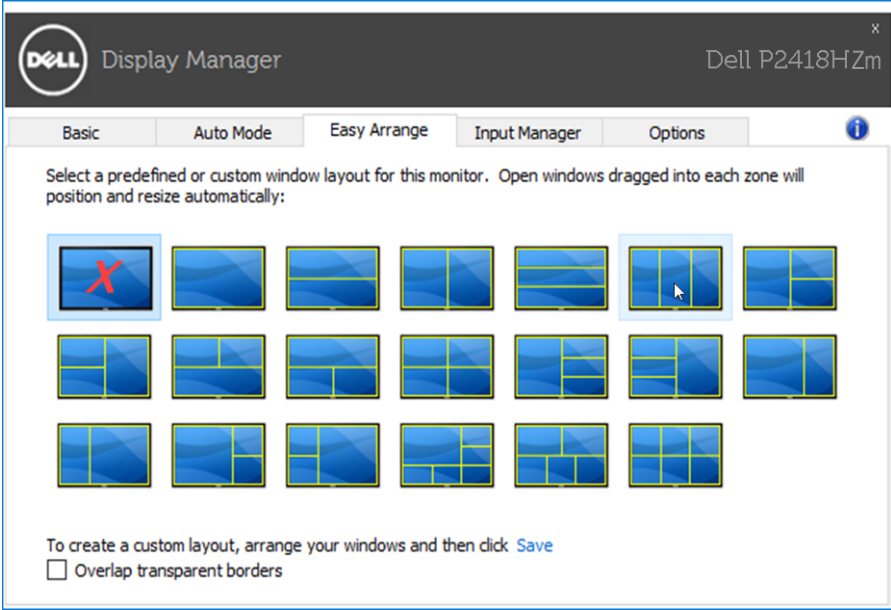 x
DELL Display Manager
Dell P2418HZm
Basic Auto Mode Easy Arrange Input Manager Options i
Select a predefined or custom window layout for this monitor. Open windows dragged into each zone will
position and resize automatically:
X
To create a custom layout, arrange your windows and then click Save
Overlap transparent borders